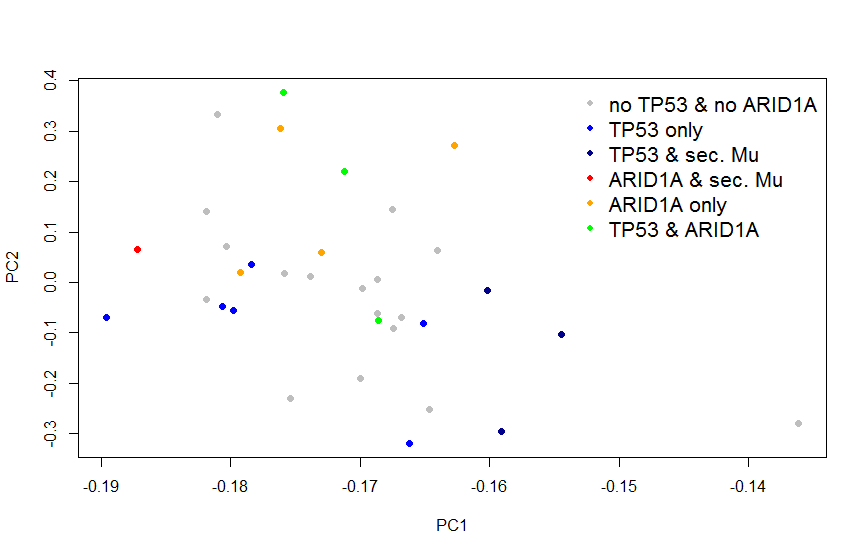 0.4
0.3
0.2
0.1
0.0
-0.1
-0.2
-0.3
PC2
no TP53 & no ARID1A
TP53 only
TP53 & sec. Mu
ARID1A & sec. Mu
ARID1A only
TP53 & ARID1A
-0.19 -0.18 -0.17 -0.16 -0.15 -0.14
PC1